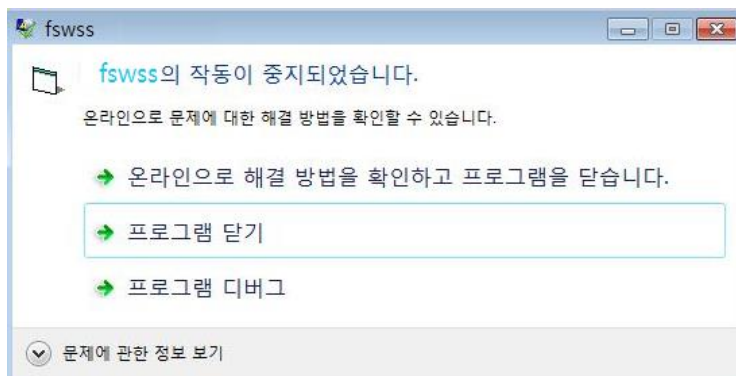 fswss
fswss의 작동이 중지되었습니다.
온라인으로 문제에 대한 해결 방법을 확인할 수 있습니다.
온라인으로 해결 방법을 확인하고 프로그램을 닫습니다.
프로그램 닫기
프로그램 디버그
문제에 관한 정보 보기